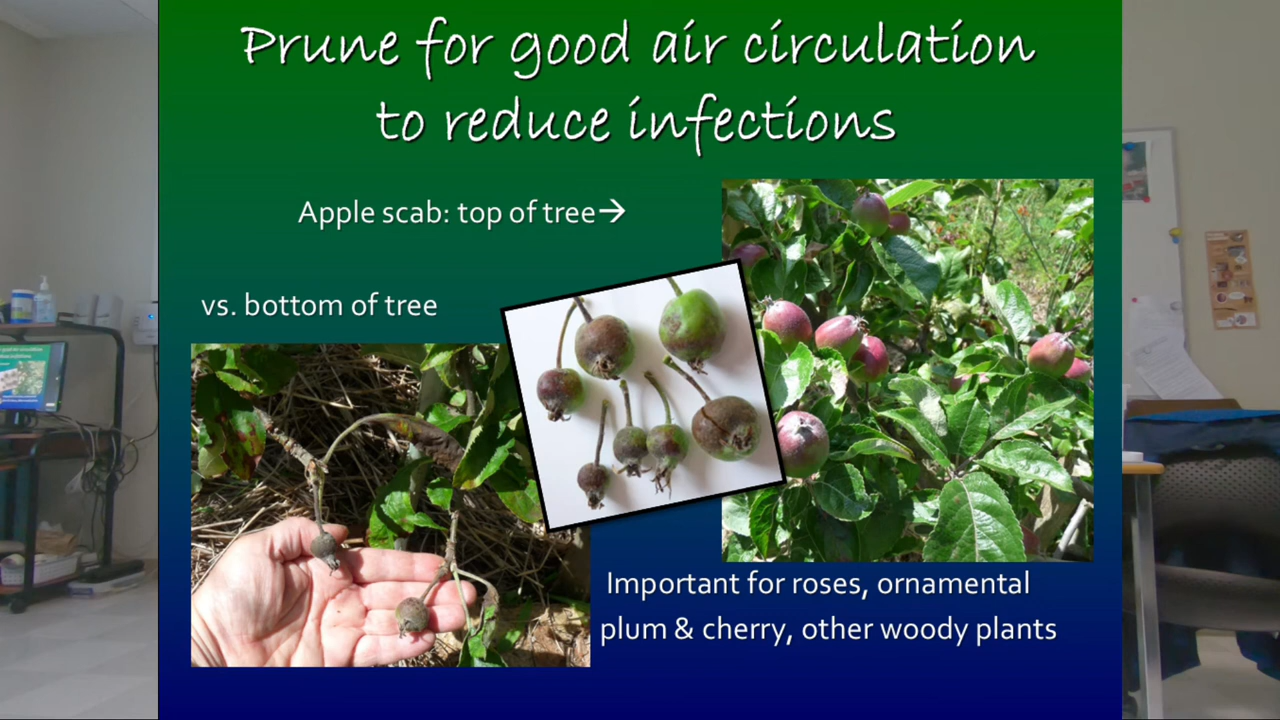 Prune for good air circulation
to reduce infections
Apple scab: top of tree→
vs. bottom of tree
Important for roses, ornamental
plum & cherry, other woody plants